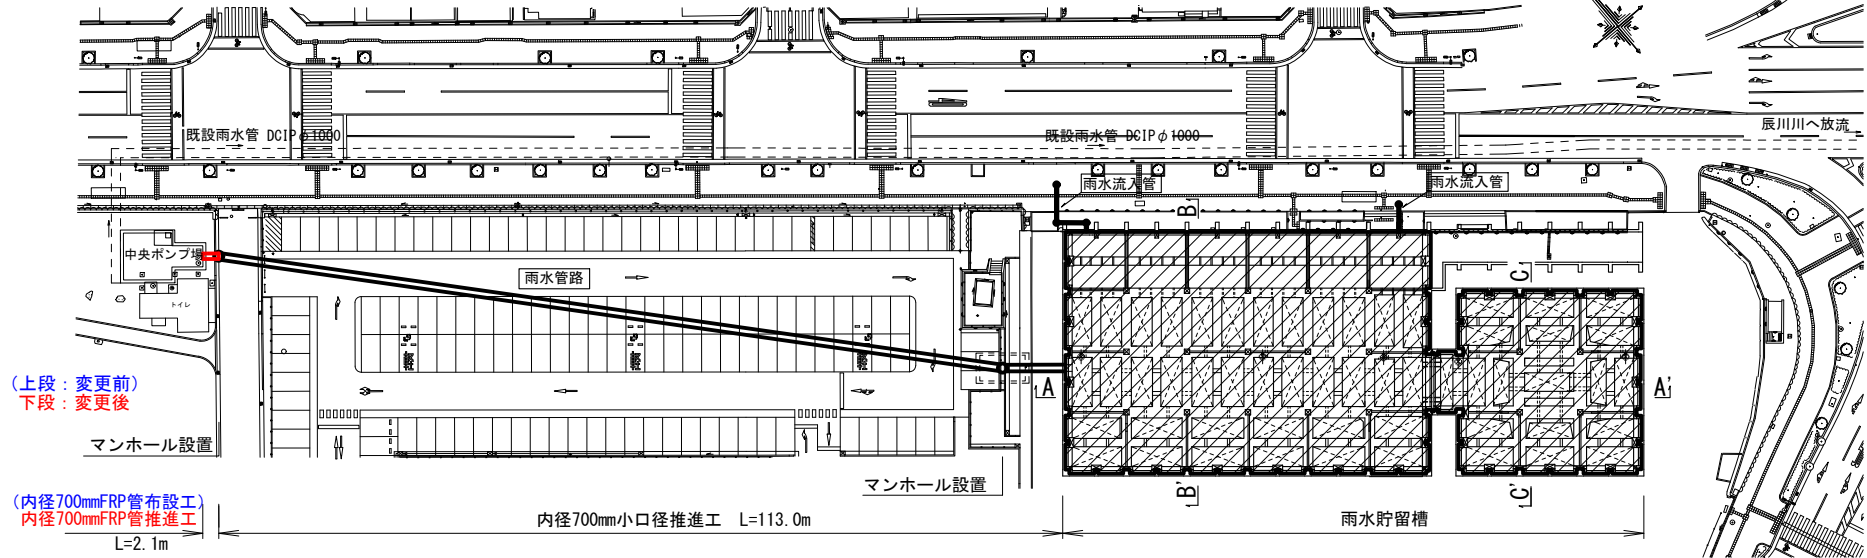 既設雨水管 DCIPφ1000
既設雨水管 DCIPφ1000
辰川川へ放流
雨水流入管
雨水流入管
B
中央ポンプ場
雨水管路
トイレ
C
A
A'
(上段：変更前)
下段：変更後
マンホール設置
マンホール設置
B'
C'
(内径700mmFRP管布設工)
内径700mmFRP管推進工
L=2.1m
内径700mm小口径推進工 L=113.0m
雨水貯留槽